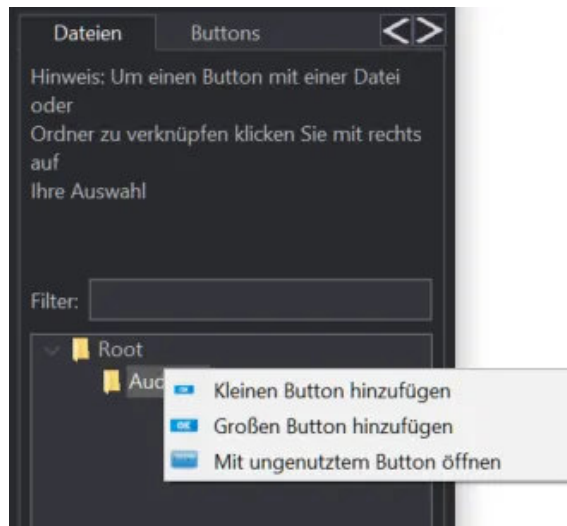 Dateien Buttons < >
Hinweis: Um einen Button mit einer Datei
oder
Ordner zu verknüpfen klicken Sie mit rechts
auf
Ihre Auswahl
Filter:
Root
Kleinen Button hinzufügen
Großen Button hinzufügen
Mit ungenutztem Button öffnen